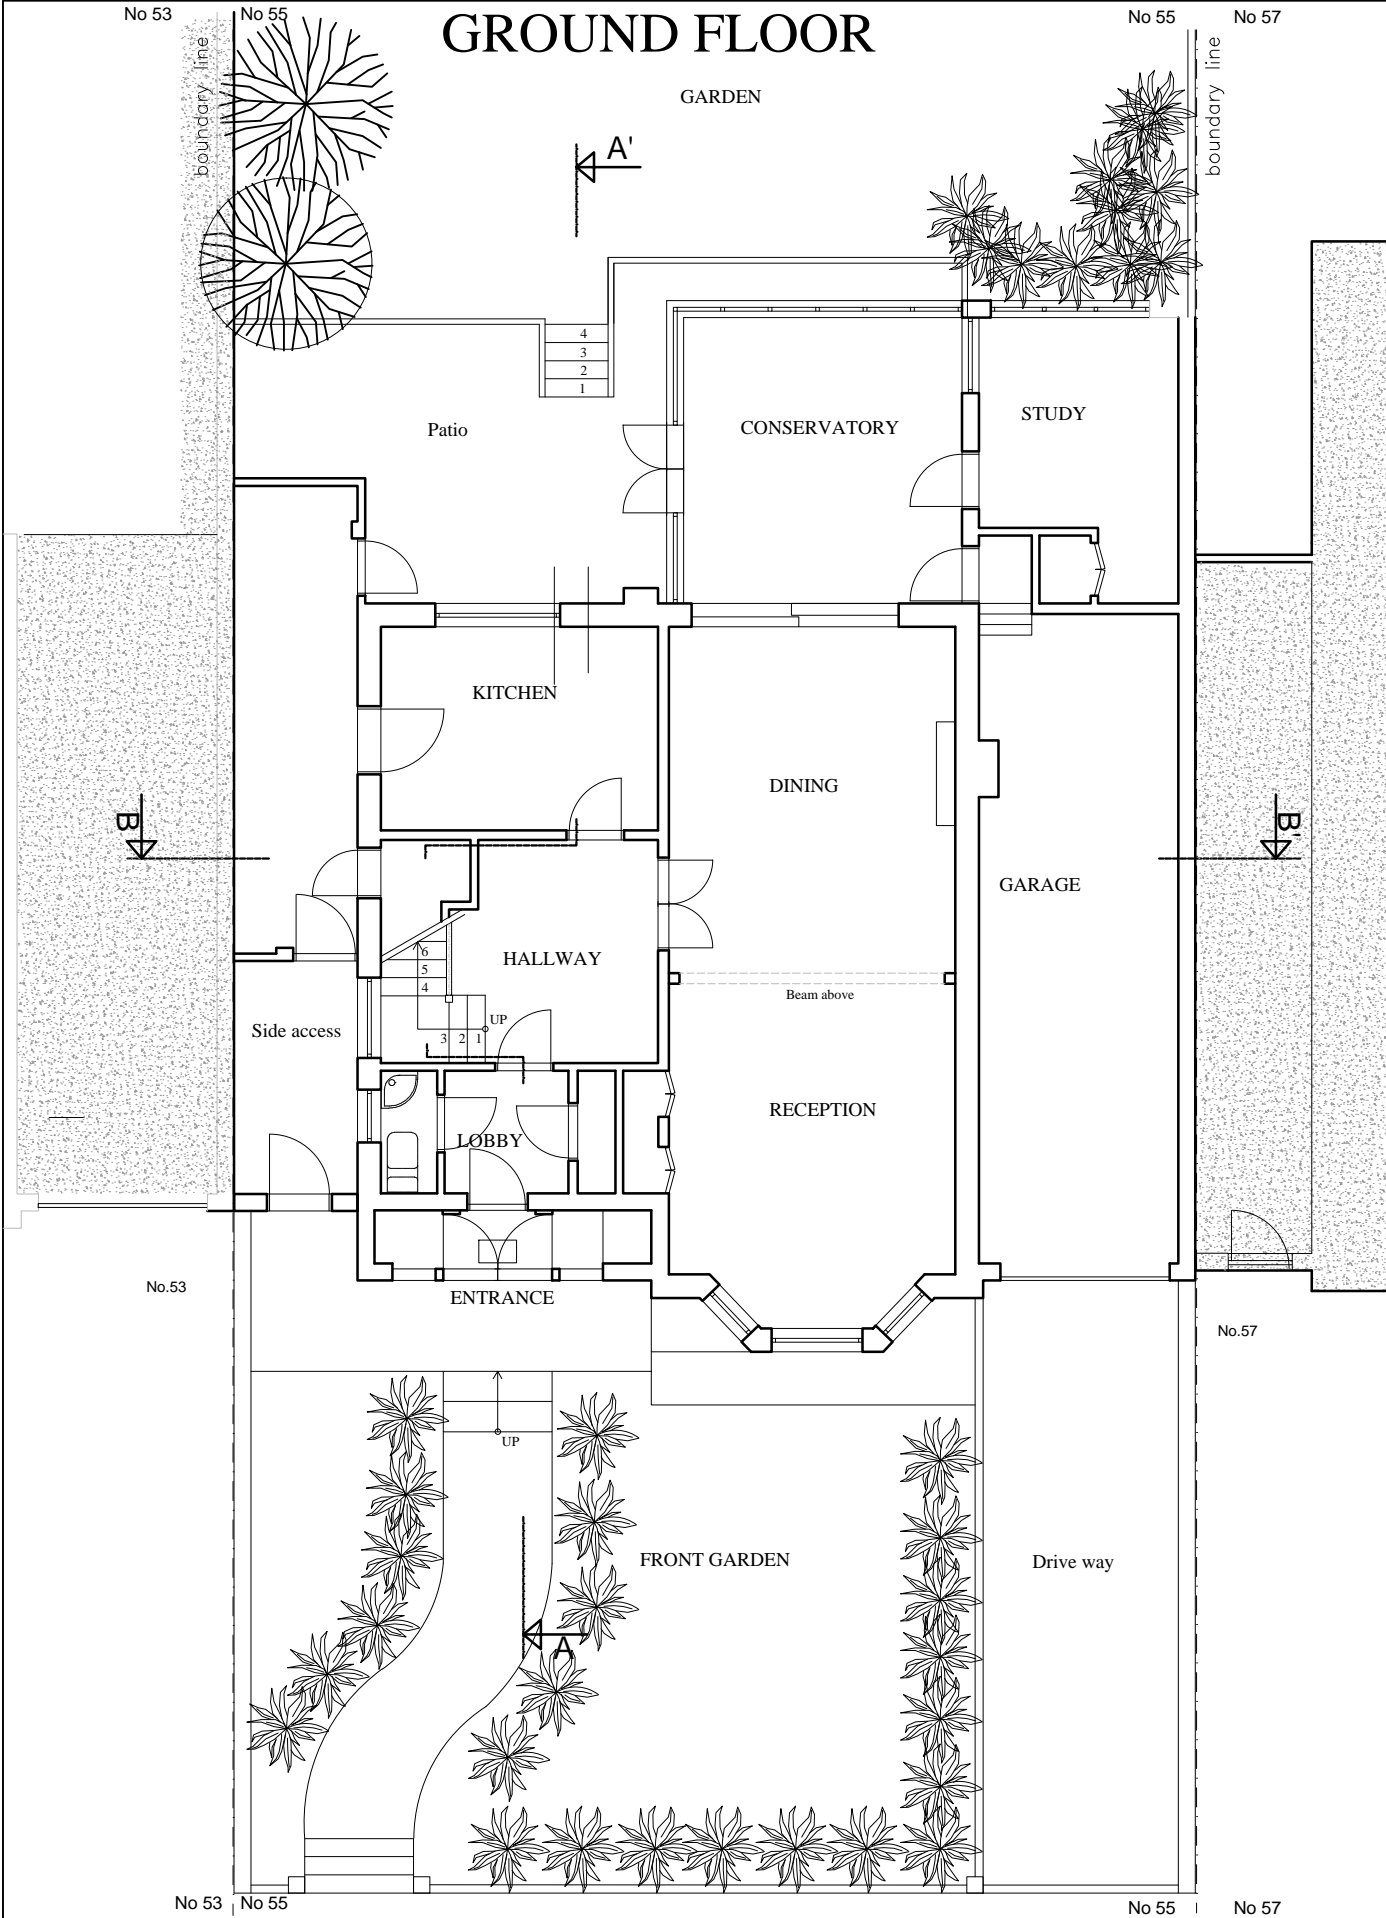 No 53
No 55
GROUND FLOOR
No 55
No 57
boundary line
boundary line
GARDEN
A'
4
3
2
1
Patio
CONSERVATORY
STUDY
KITCHEN
DINING
B
B'
GARAGE
HALLWAY
6
5
4
Beam above
UP
3 2 1
Side access
RECEPTION
LOBBY
No.53
ENTRANCE
No.57
UP
FRONT GARDEN
Drive way
A
No 53
No 55
No 55
No 57